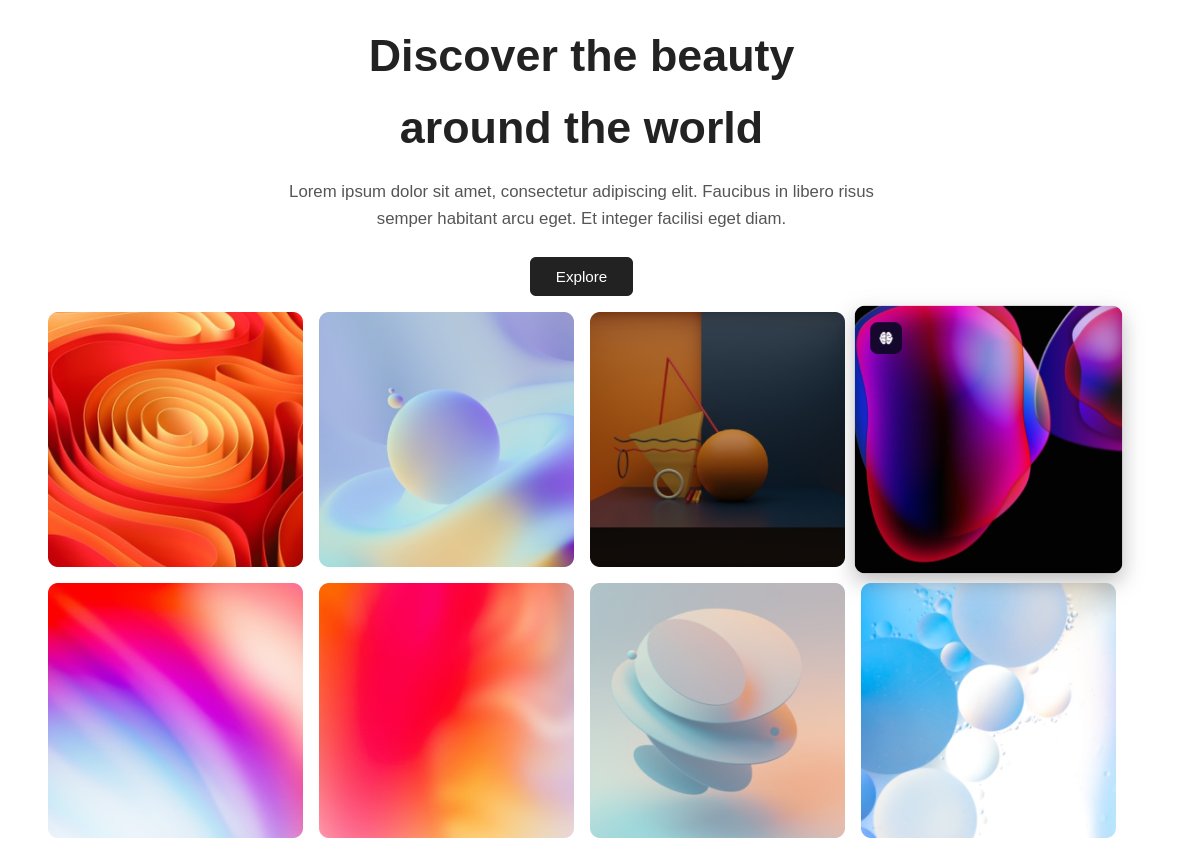 Discover the beauty
around the world
Lorem ipsum dolor sit amet, consectetur adipiscing elit. Faucibus in libero risus
semper habitant arcu eget. Et integer facilisi eget diam.
Explore